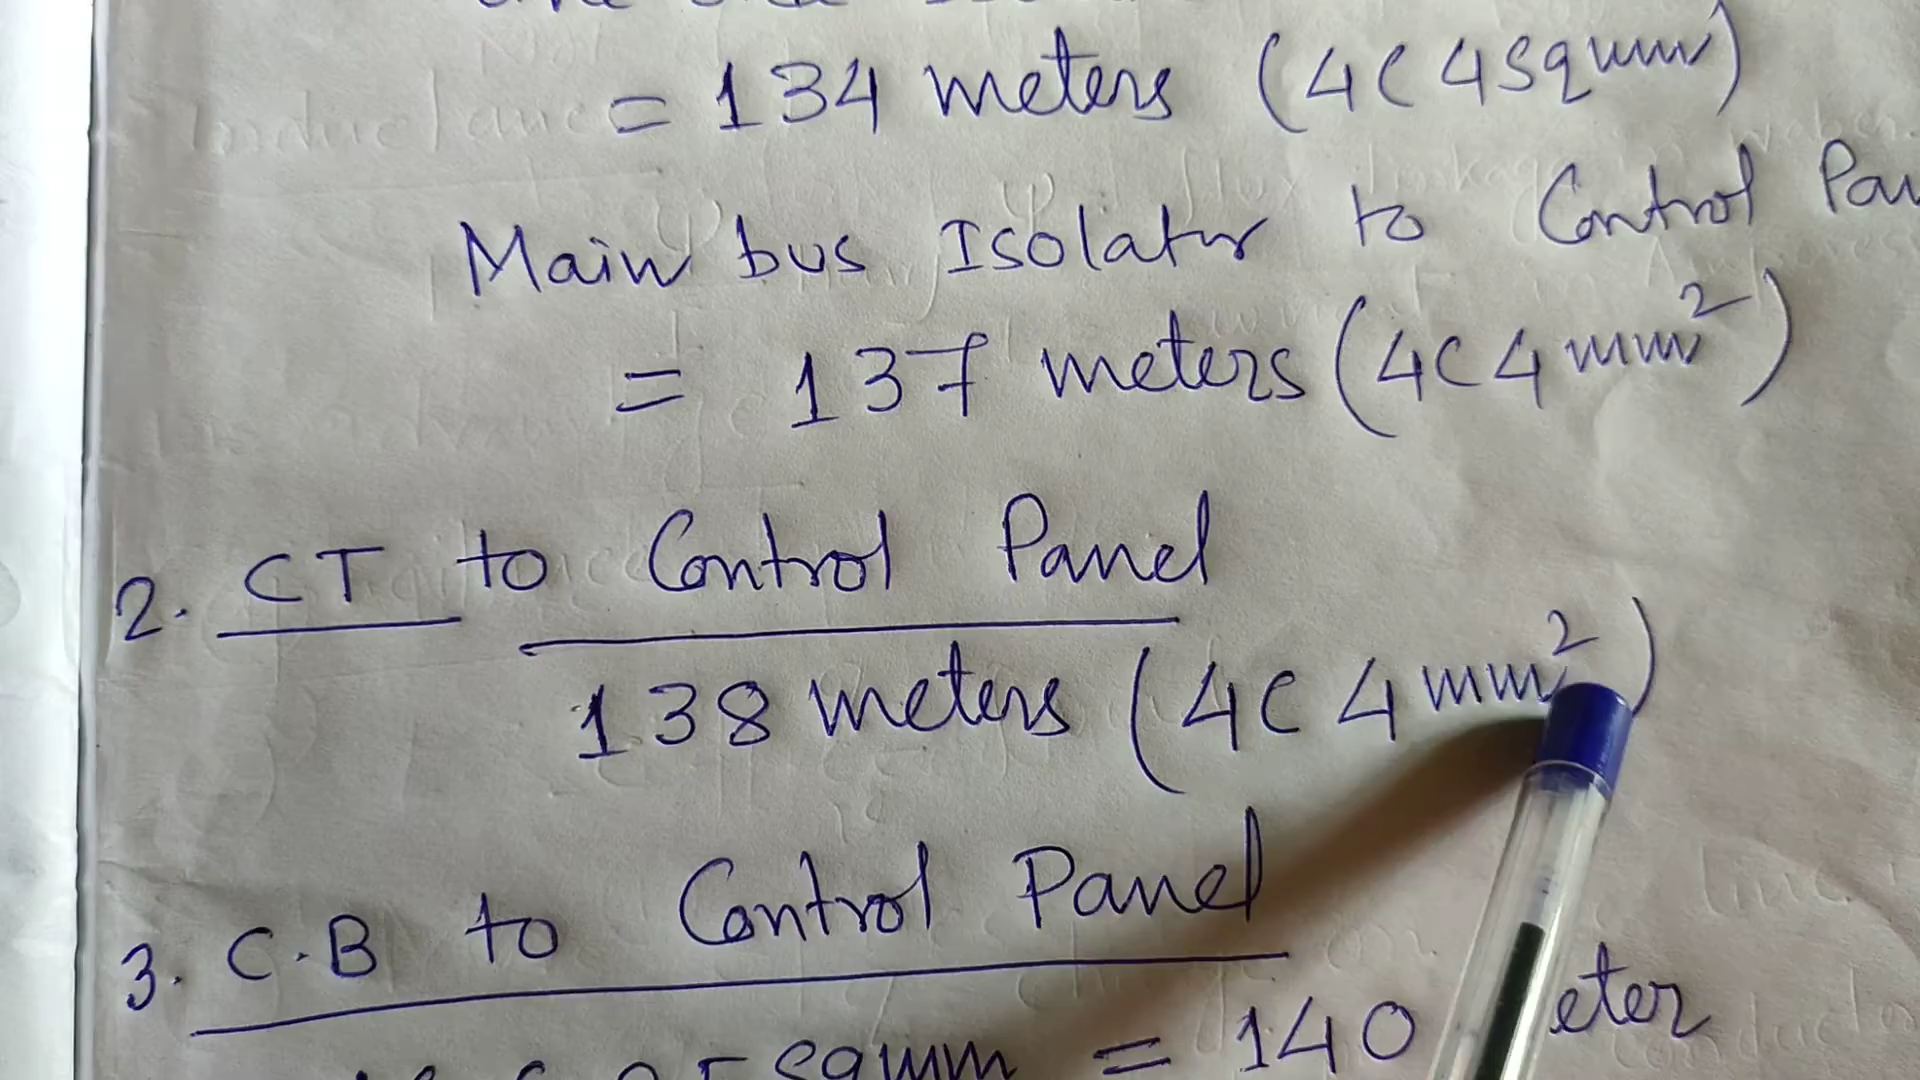 = 134 meters (4C 4Sqmm)
Main bus Isolator to Control
= 137 meters (4C 4mm²)
2. CT to Control Panel
138 meters (4C 4mm²)
3. C.B to Control Panel
sqmm = 140